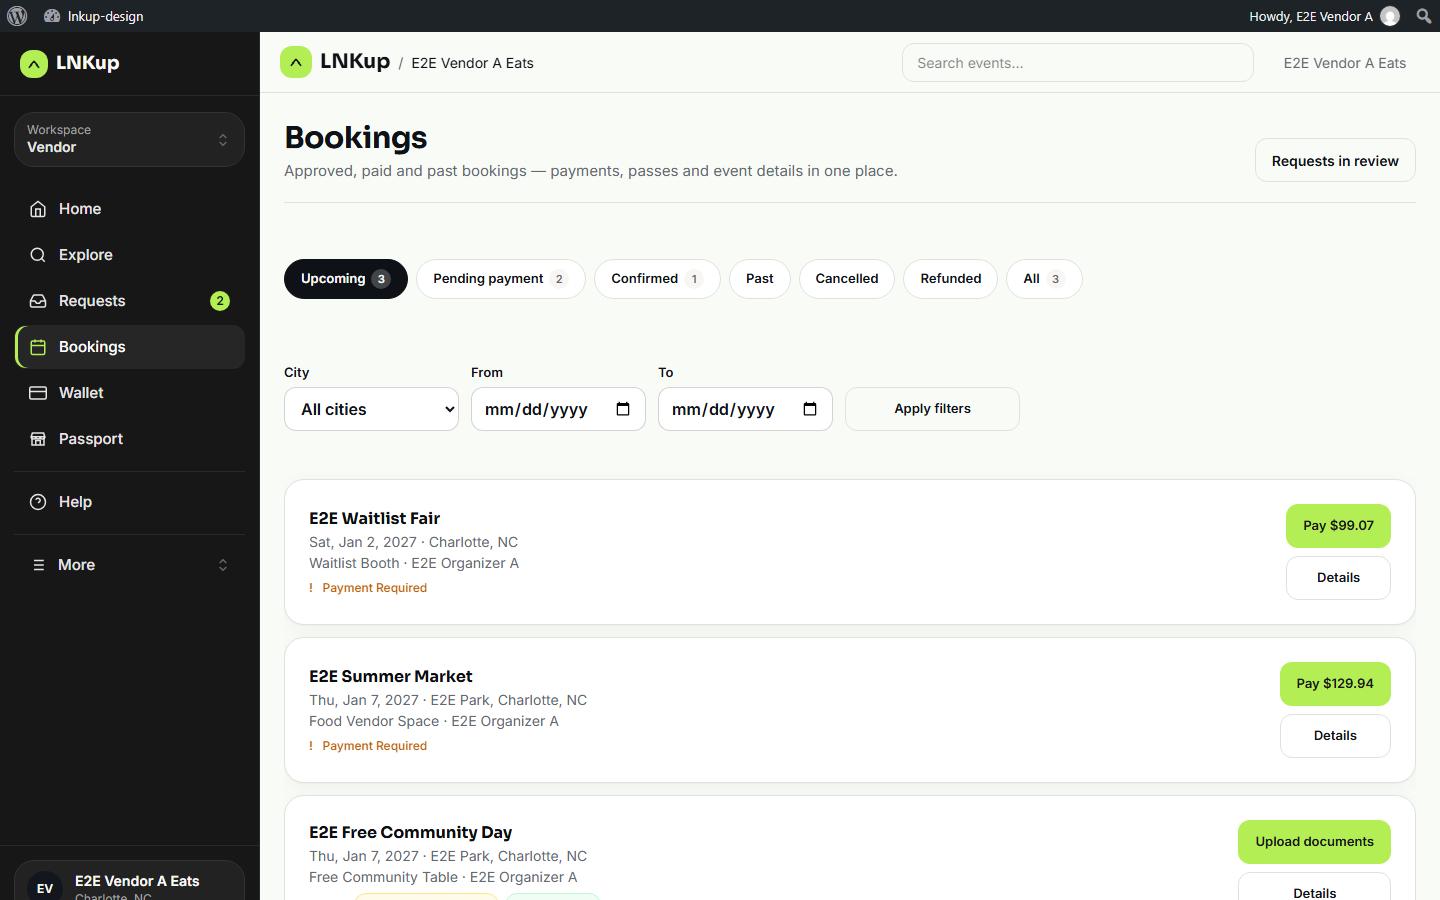 lnkup-design
Howdy, E2E Vendor A
LNKup
LNKup / E2E Vendor A Eats
Search events...
E2E Vendor A Eats
Workspace
Vendor
Home
Explore
Requests 2
Bookings
Wallet
Passport
Help
More
EV
E2E Vendor A Eats
Charlotte, NC
Bookings
Approved, paid and past bookings — payments, passes and event details in one place.
Requests in review
Upcoming 3
Pending payment 2
Confirmed 1
Past
Cancelled
Refunded
All 3
City
From
To
All cities
mm/dd/yyyy
mm/dd/yyyy
Apply filters
E2E Waitlist Fair
Sat, Jan 2, 2027 · Charlotte, NC
Waitlist Booth · E2E Organizer A
! Payment Required
Pay $99.07
Details
E2E Summer Market
Thu, Jan 7, 2027 · E2E Park, Charlotte, NC
Food Vendor Space · E2E Organizer A
! Payment Required
Pay $129.94
Details
E2E Free Community Day
Thu, Jan 7, 2027 · E2E Park, Charlotte, NC
Free Community Table · E2E Organizer A
Upload documents
Details